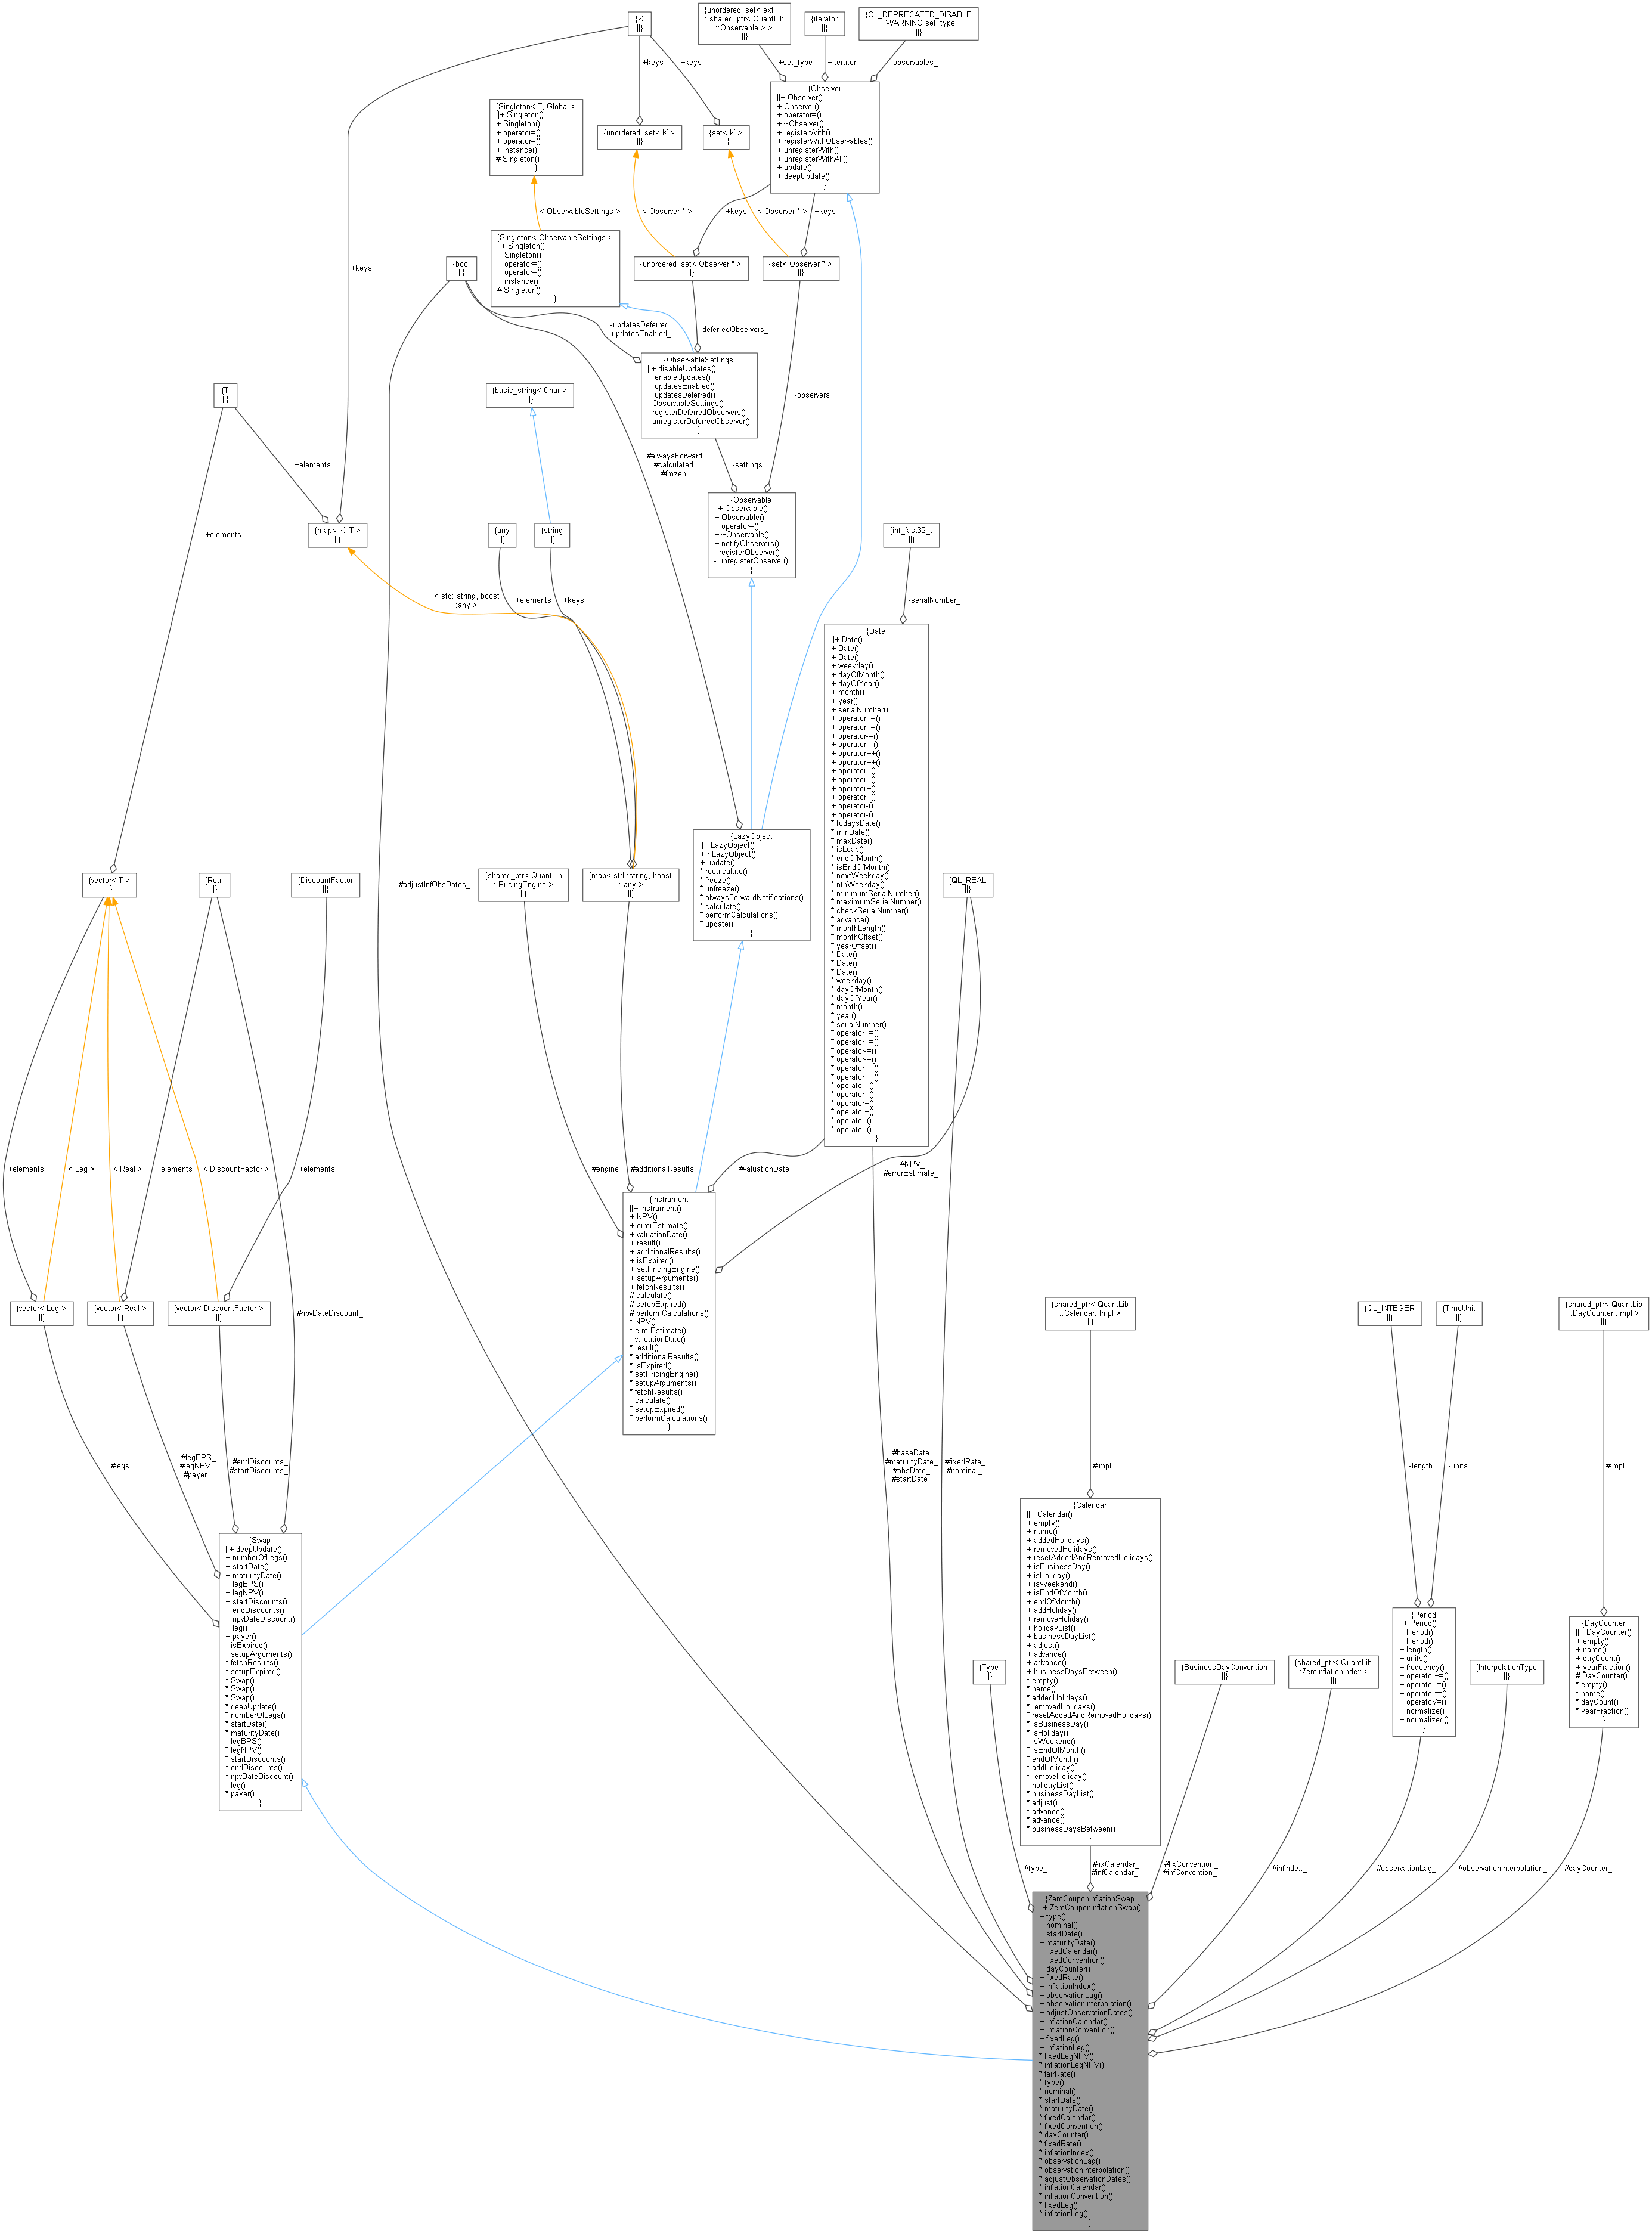 {K
||}
{unordered_set< ext
::shared_ptr< QuantLib
::Observable > >
||}
{iterator
||}
{QL_DEPRECATED_DISABLE
_WARNING set_type
||}
+keys
+keys
+set_type
+iterator
-observables_
{Singleton< T, Global >
||+ Singleton()
+ Singleton()
+ operator=()
+ operator=()
+ instance()
# Singleton()
}
{unordered_set< K >
||}
{set< K >
||}
{Observer
||+ Observer()
+ Observer()
+ operator=()
+ ~Observer()
+ registerWith()
+ registerWithObservables()
+ unregisterWith()
+ unregisterWithAll()
+ update()
+ deepUpdate()
}
< ObservableSettings >
< Observer * >
+keys
< Observer * >
+keys
+keys
{bool
||}
{Singleton< ObservableSettings >
||+ Singleton()
+ Singleton()
+ operator=()
+ operator=()
+ instance()
# Singleton()
}
{unordered_set< Observer * >
||}
{set< Observer * >
||}
-updatesDeferred_
-updatesEnabled_
-deferredObservers_
{T
||}
{basic_string< Char >
||}
{ObservableSettings
||+ disableUpdates()
+ enableUpdates()
+ updatesEnabled()
+ updatesDeferred()
- ObservableSettings()
- registerDeferredObservers()
- unregisterDeferredObserver()
}
-observers_
+elements
#alwaysForward_
#calculated_
#frozen_
-settings_
+elements
{map< K, T >
||}
{any
||}
{string
||}
{Observable
||+ Observable()
+ Observable()
+ operator=()
+ ~Observable()
+ notifyObservers()
- registerObserver()
- unregisterObserver()
}
{int_fast32_t
||}
< std::string, boost
::any >
+elements
+keys
-serialNumber_
{Date
||+ Date()
+ Date()
+ Date()
+ weekday()
+ dayOfMonth()
+ dayOfYear()
+ month()
+ year()
+ serialNumber()
+ operator+=()
+ operator+=()
+ operator-=()
+ operator-=()
+ operator++()
+ operator++()
+ operator--()
+ operator--()
+ operator+()
+ operator+()
+ operator-()
+ operator-()
* todaysDate()
* minDate()
* maxDate()
* isLeap()
* endOfMonth()
* isEndOfMonth()
* nextWeekday()
* nthWeekday()
* minimumSerialNumber()
* maximumSerialNumber()
* checkSerialNumber()
* advance()
* monthLength()
* monthOffset()
* yearOffset()
* Date()
* Date()
* Date()
* weekday()
* dayOfMonth()
* dayOfYear()
* month()
* year()
* serialNumber()
* operator+=()
* operator+=()
* operator-=()
* operator-=()
* operator++()
* operator++()
* operator--()
* operator--()
* operator+()
* operator+()
* operator-()
* operator-()
}
{vector< T >
||}
{Real
||}
{DiscountFactor
||}
#adjustInfObsDates_
{shared_ptr< QuantLib
::PricingEngine >
||}
{map< std::string, boost
::any >
||}
{LazyObject
||+ LazyObject()
+ ~LazyObject()
+ update()
* recalculate()
* freeze()
* unfreeze()
* alwaysForwardNotifications()
* calculate()
* performCalculations()
* update()
}
{QL_REAL
||}
+elements
< Leg >
< Real >
+elements
< DiscountFactor >
+elements
#engine_
#additionalResults_
#valuationDate_
#NPV_
#errorEstimate_
{Instrument
||+ Instrument()
+ NPV()
+ errorEstimate()
+ valuationDate()
+ result()
+ additionalResults()
+ isExpired()
+ setPricingEngine()
+ setupArguments()
+ fetchResults()
# calculate()
# setupExpired()
# performCalculations()
* NPV()
* errorEstimate()
* valuationDate()
* result()
* additionalResults()
* isExpired()
* setPricingEngine()
* setupArguments()
* fetchResults()
* calculate()
* setupExpired()
* performCalculations()
}
{vector< Leg >
||}
{vector< Real >
||}
{vector< DiscountFactor >
||}
#npvDateDiscount_
{shared_ptr< QuantLib
::Calendar::Impl >
||}
{QL_INTEGER
||}
{TimeUnit
||}
{shared_ptr< QuantLib
::DayCounter::Impl >
||}
#legs_
#legBPS_
#legNPV_
#payer_
#endDiscounts_
#startDiscounts_
#baseDate_
#maturityDate_
#obsDate_
#startDate_
#fixedRate_
#nominal_
#impl_
-length_
-units_
#impl_
{Swap
||+ deepUpdate()
+ numberOfLegs()
+ startDate()
+ maturityDate()
+ legBPS()
+ legNPV()
+ startDiscounts()
+ endDiscounts()
+ npvDateDiscount()
+ leg()
+ payer()
* isExpired()
* setupArguments()
* fetchResults()
* setupExpired()
* Swap()
* Swap()
* Swap()
* deepUpdate()
* numberOfLegs()
* startDate()
* maturityDate()
* legBPS()
* legNPV()
* startDiscounts()
* endDiscounts()
* npvDateDiscount()
* leg()
* payer()
}
{Type
||}
{Calendar
||+ Calendar()
+ empty()
+ name()
+ addedHolidays()
+ removedHolidays()
+ resetAddedAndRemovedHolidays()
+ isBusinessDay()
+ isHoliday()
+ isWeekend()
+ isEndOfMonth()
+ endOfMonth()
+ addHoliday()
+ removeHoliday()
+ holidayList()
+ businessDayList()
+ adjust()
+ advance()
+ advance()
+ businessDaysBetween()
* empty()
* name()
* addedHolidays()
* removedHolidays()
* resetAddedAndRemovedHolidays()
* isBusinessDay()
* isHoliday()
* isWeekend()
* isEndOfMonth()
* endOfMonth()
* addHoliday()
* removeHoliday()
* holidayList()
* businessDayList()
* adjust()
* advance()
* advance()
* businessDaysBetween()
}
{BusinessDayConvention
||}
{shared_ptr< QuantLib
::ZeroInflationIndex >
||}
{Period
||+ Period()
+ Period()
+ Period()
+ length()
+ units()
+ frequency()
+ operator+=()
+ operator-=()
+ operator*=()
+ operator/=()
+ normalize()
+ normalized()
}
{InterpolationType
||}
{DayCounter
||+ DayCounter()
+ empty()
+ name()
+ dayCount()
+ yearFraction()
# DayCounter()
* empty()
* name()
* dayCount()
* yearFraction()
}
#type_
#fixCalendar_
#infCalendar_
#fixConvention_
#infConvention_
#infIndex_
#observationLag_
#observationInterpolation_
#dayCounter_
{ZeroCouponInflationSwap
||+ ZeroCouponInflationSwap()
+ type()
+ nominal()
+ startDate()
+ maturityDate()
+ fixedCalendar()
+ fixedConvention()
+ dayCounter()
+ fixedRate()
+ inflationIndex()
+ observationLag()
+ observationInterpolation()
+ adjustObservationDates()
+ inflationCalendar()
+ inflationConvention()
+ fixedLeg()
+ inflationLeg()
* fixedLegNPV()
* inflationLegNPV()
* fairRate()
* type()
* nominal()
* startDate()
* maturityDate()
* fixedCalendar()
* fixedConvention()
* dayCounter()
* fixedRate()
* inflationIndex()
* observationLag()
* observationInterpolation()
* adjustObservationDates()
* inflationCalendar()
* inflationConvention()
* fixedLeg()
* inflationLeg()
}